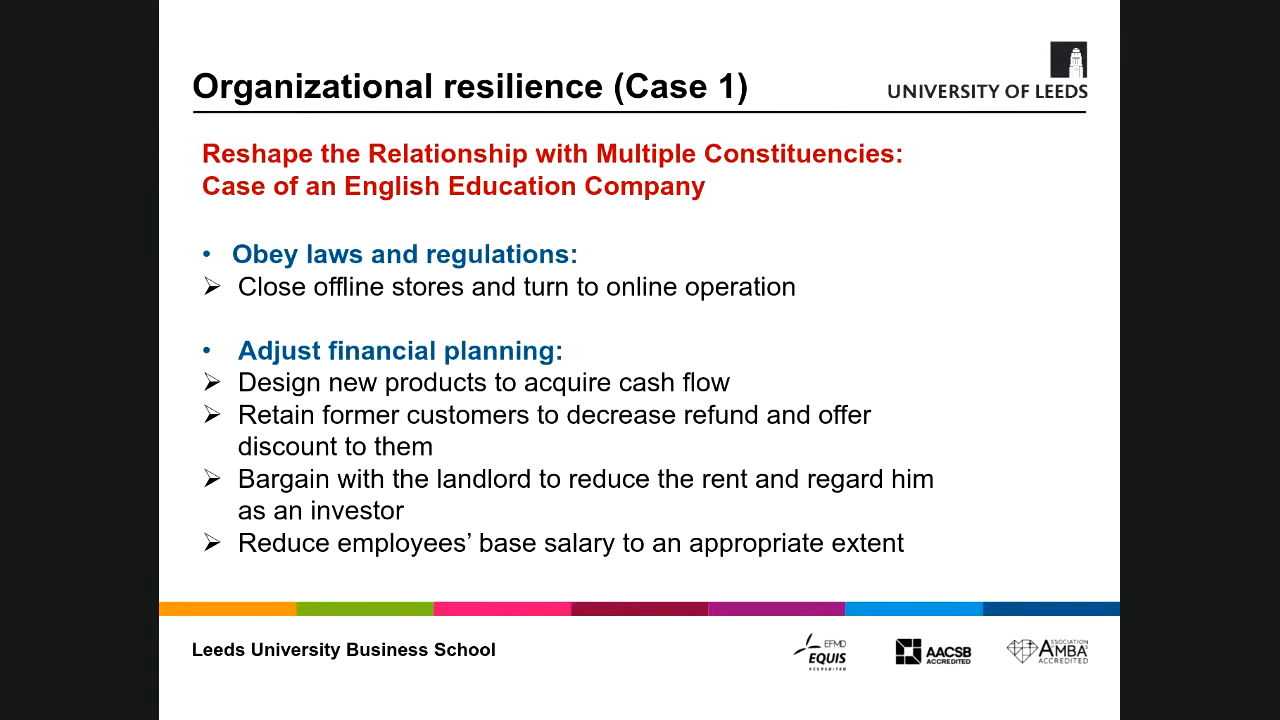 Organizational resilience (Case 1)
UNIVERSITY OF LEEDS
Reshape the Relationship with Multiple Constituencies:
Case of an English Education Company
• Obey laws and regulations:
➢ Close offline stores and turn to online operation
• Adjust financial planning:
➢ Design new products to acquire cash flow
➢ Retain former customers to decrease refund and offer
discount to them
➢ Bargain with the landlord to reduce the rent and regard him
as an investor
➢ Reduce employees’ base salary to an appropriate extent
Leeds University Business School
EFMD
EQUIS
ACCREDITED
AACSB
ACCREDITED
ASSOCIATION
AMBA
ACCREDITED